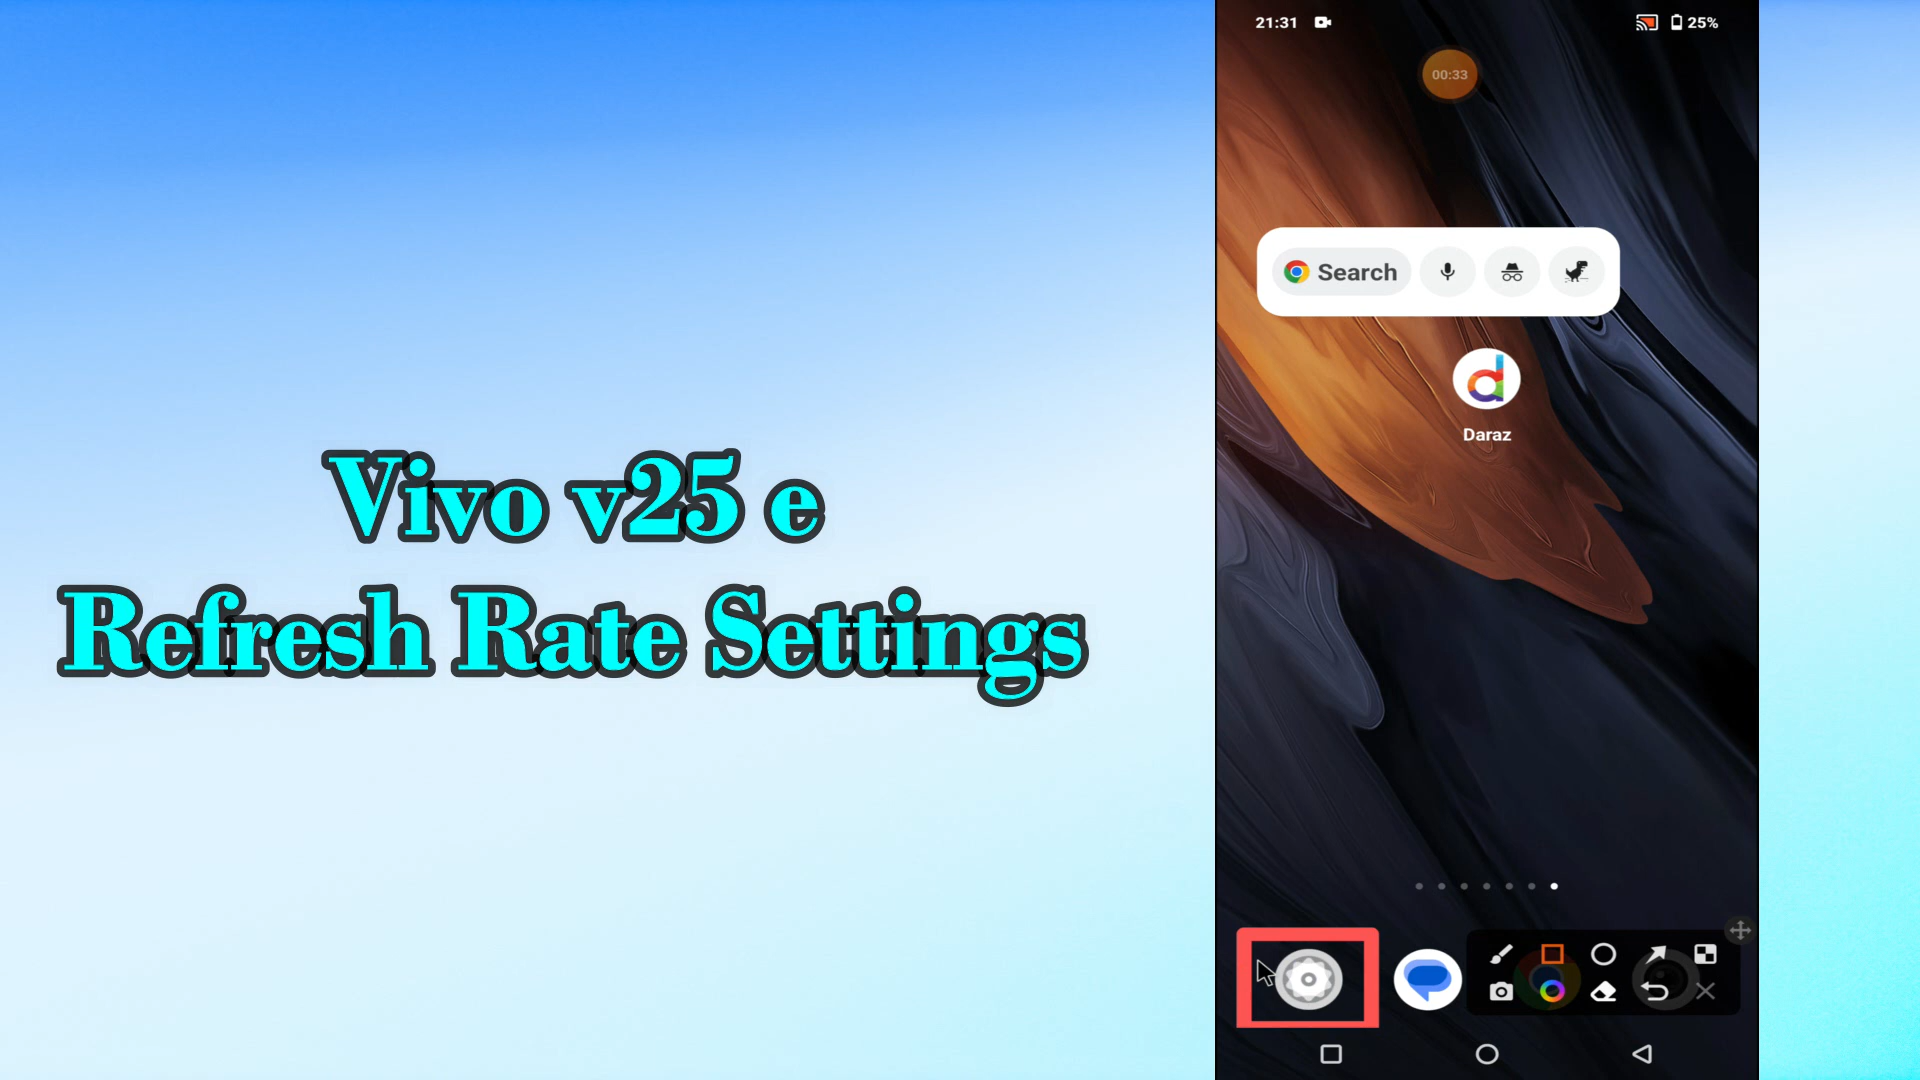 21:31
25%
00:33
Search
Daraz
Vivo v25 e
Refresh Rate Settings